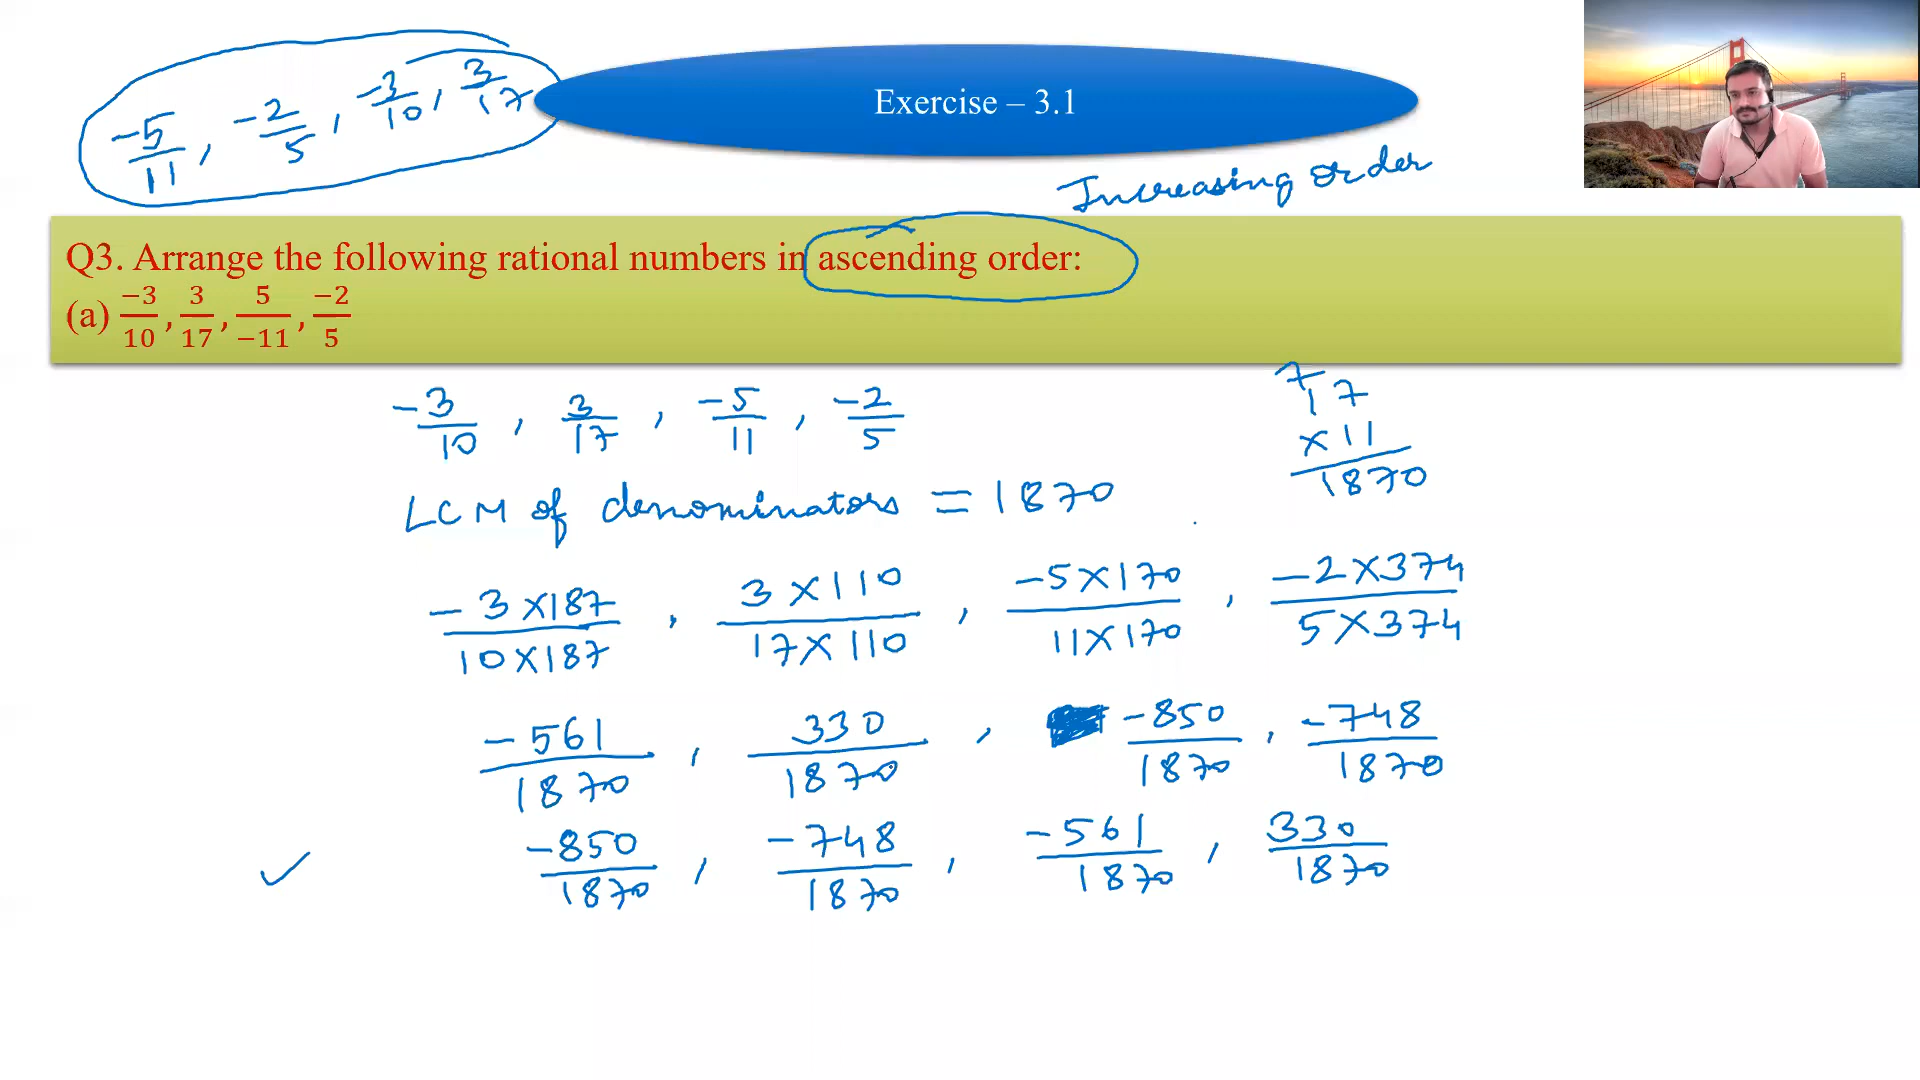 -5/11, -2/5, -3/10, 3/17
Exercise – 3.1
Increasing order
Q3. Arrange the following rational numbers in ascending order:
(a) −3/10, 3/17, 5/−11, −2/5
-3/10, 3/17, -5/11, -2/5
7
17
×11
1870
LCM of denominators = 1870
-3×187/10×187, 3×110/17×110, -5×170/11×170, -2×374/5×374
-561/1870, 330/1870, -850/1870, -748/1870
-850/1870, -748/1870, -561/1870, 330/1870